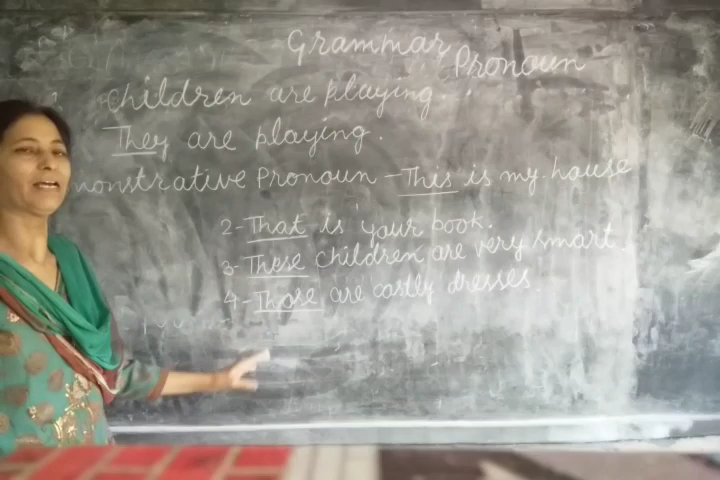 Grammar Pronoun
children are playing.
They are playing.
monstrative Pronoun - This is my house
2- That is your book.
3- These children are very smart.
4- Those are costly dresses.